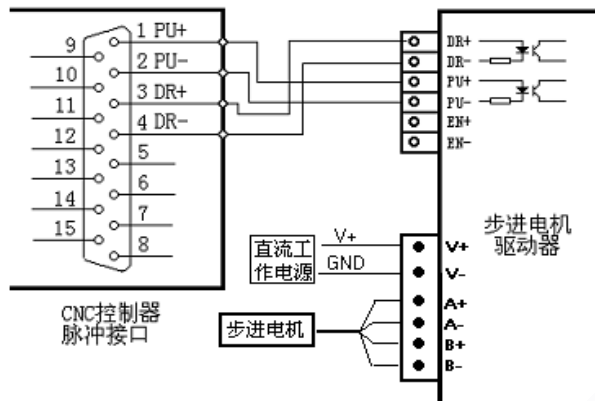 1 PU+
9
2 PU-
10
3 DR+
11
4 DR-
12
5
13
6
14
7
15
8
CNC控制器
脉冲接口
DR+
DR-
PU+
PU-
EN+
EN-
步进电机
驱动器
直流工
作电源
V+
GND
V+
V-
A+
A-
B+
B-
步进电机